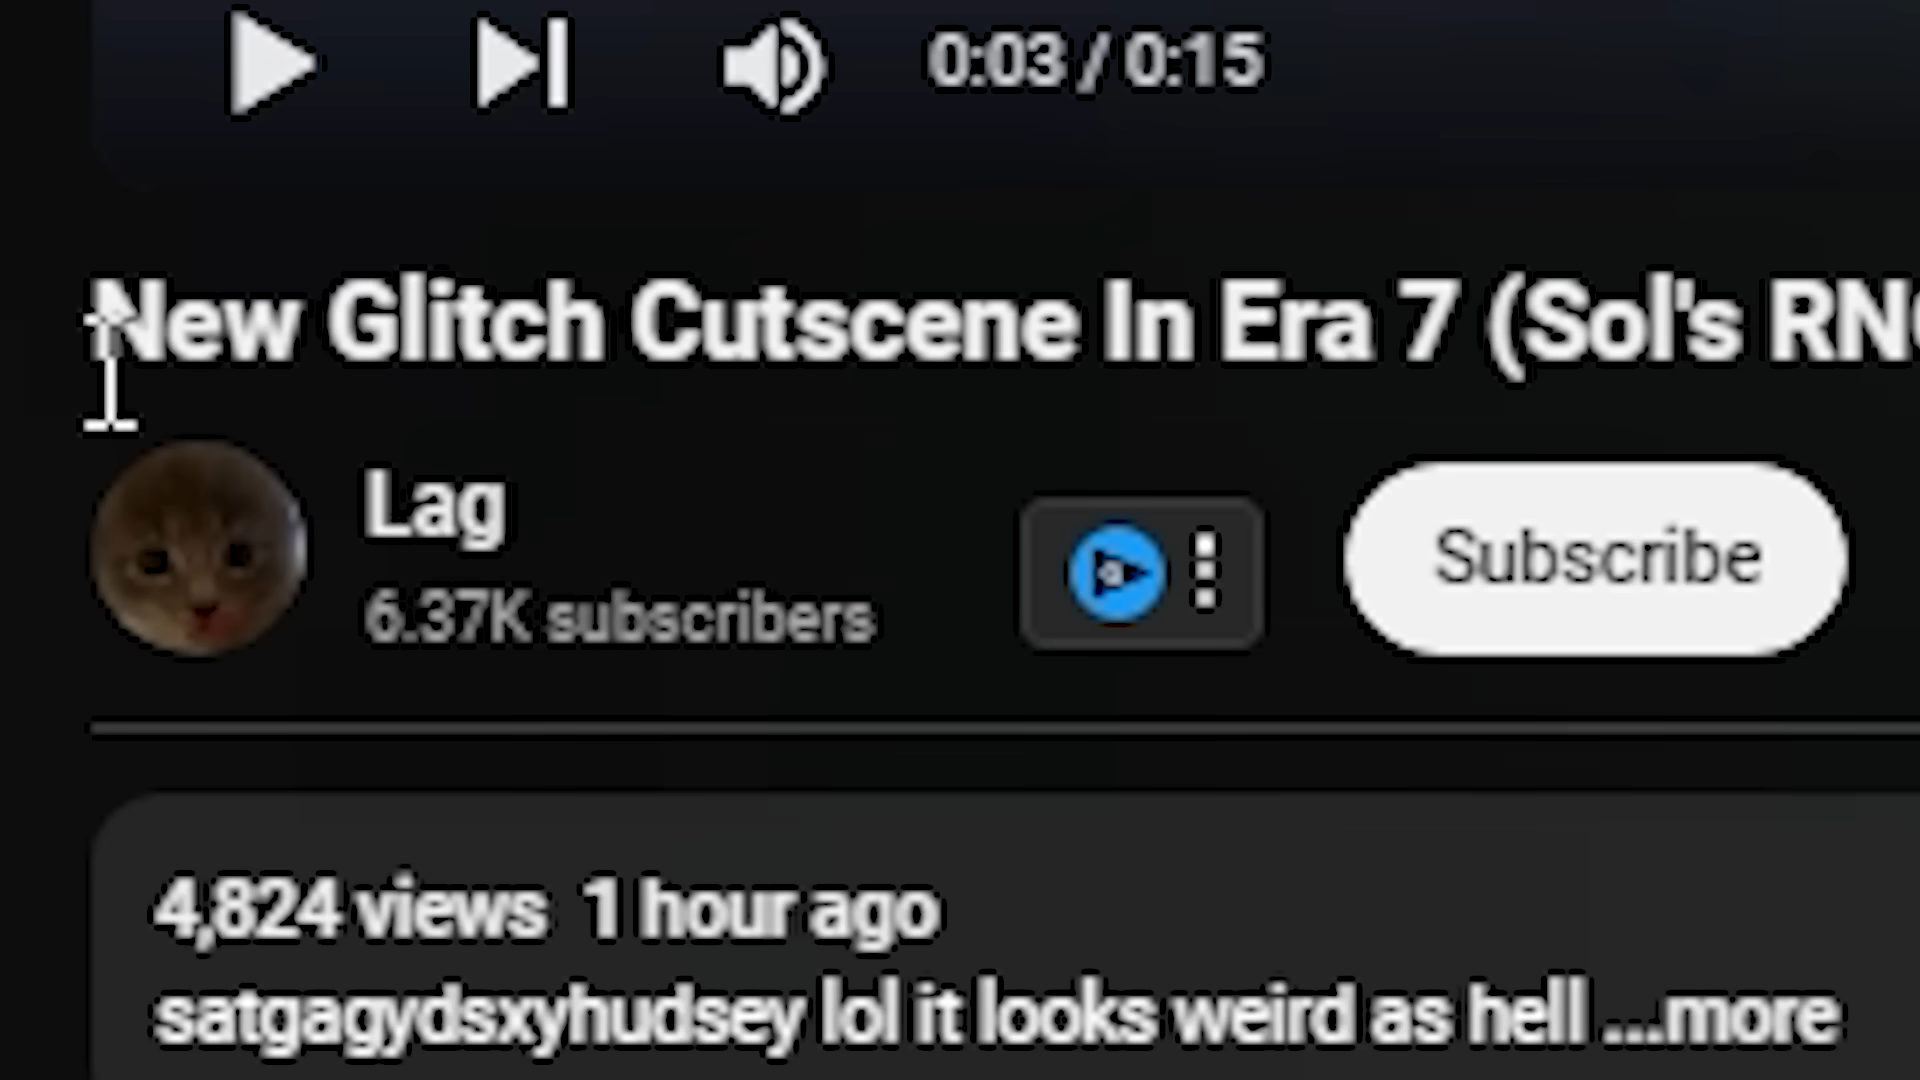 0:03 / 0:15
New Glitch Cutscene In Era 7 (Sol's RN
Lag
6.37K subscribers
Subscribe
4,824 views 1 hour ago
satgagydsxyhudsey lol it looks weird as hell ...more